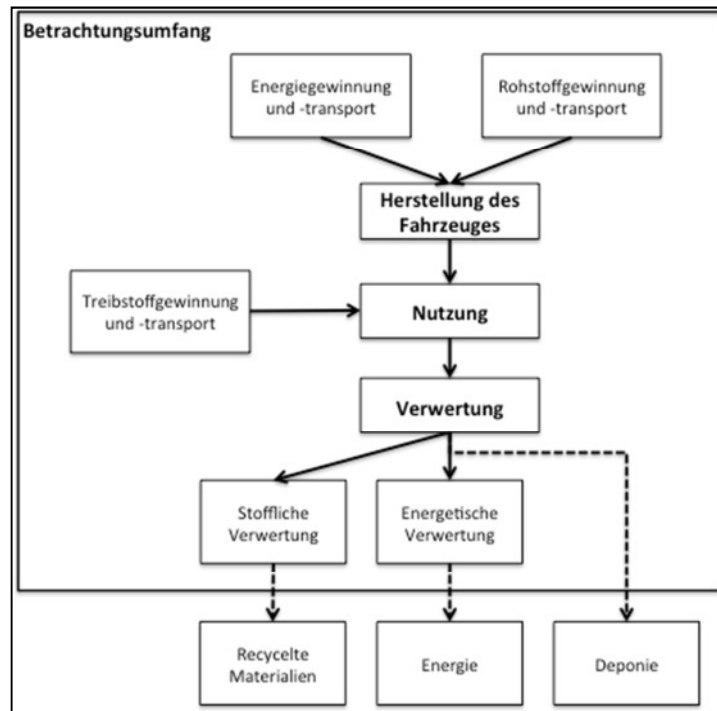 Betrachtungsumfang
Energiegewinnung
und -transport
Rohstoffgewinnung
und -transport
Herstellung des
Fahrzeuges
Treibstoffgewinnung
und -transport
Nutzung
Verwertung
Stoffliche
Verwertung
Energetische
Verwertung
Recycelte
Materialien
Energie
Deponie